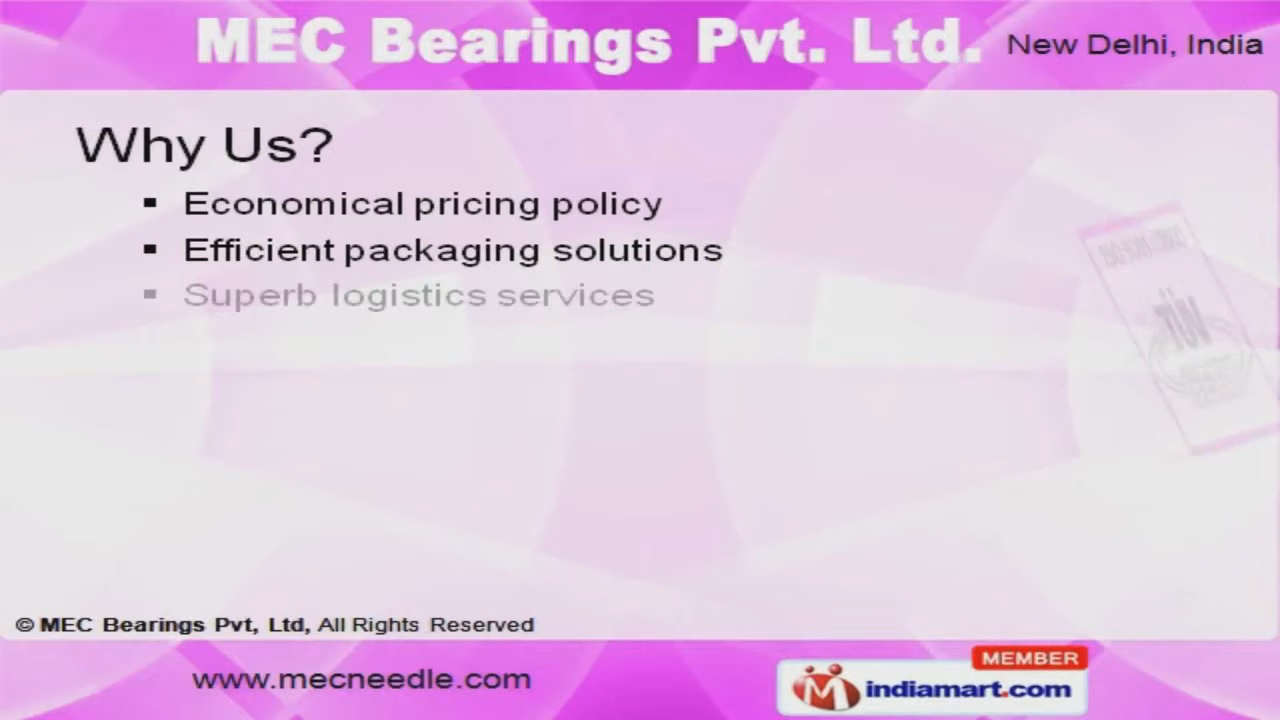 MEC Bearings Pvt. Ltd. New Delhi, India
Why Us?
▪ Economical pricing policy
▪ Efficient packaging solutions
▪ Superb logistics services
TÜV
© MEC Bearings Pvt, Ltd, All Rights Reserved
www.mecneedle.com
MEMBER
indiamart.com